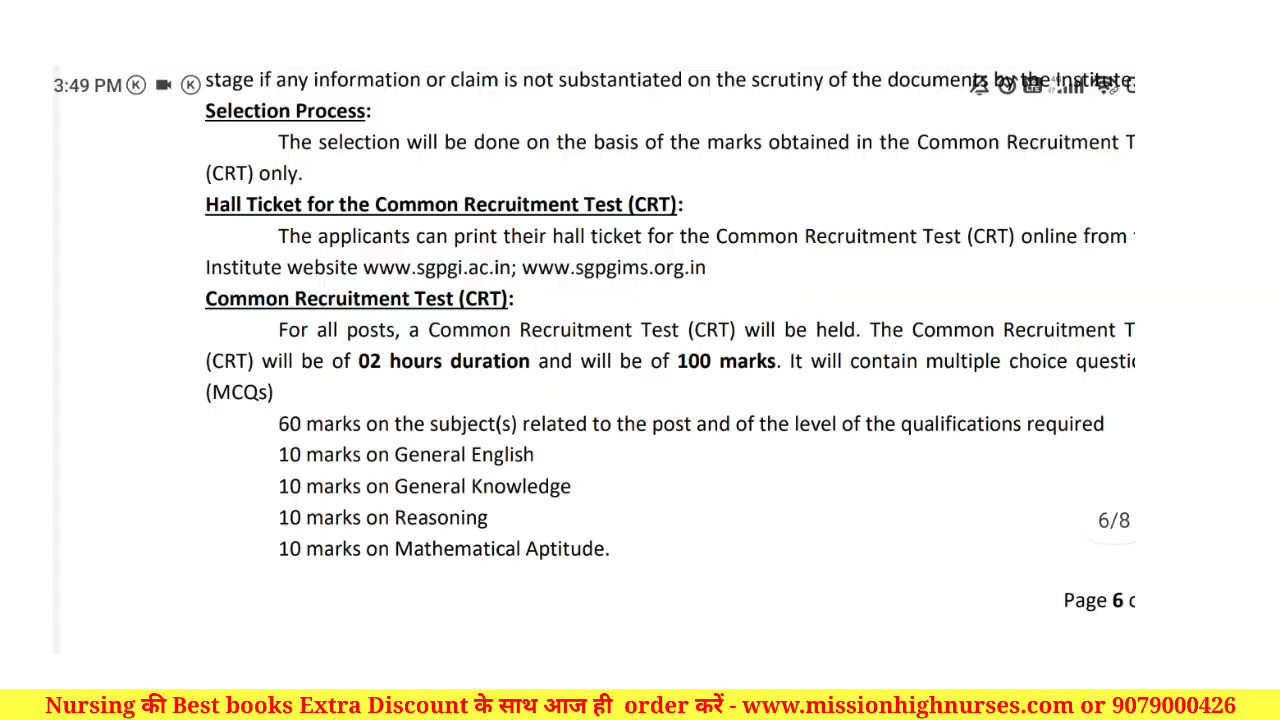 3:49 PM
stage if any information or claim is not substantiated on the scrutiny of the documents by the Institute.
Selection Process:
The selection will be done on the basis of the marks obtained in the Common Recruitment T
(CRT) only.
Hall Ticket for the Common Recruitment Test (CRT):
The applicants can print their hall ticket for the Common Recruitment Test (CRT) online from
Institute website www.sgpgi.ac.in; www.sgpgims.org.in
Common Recruitment Test (CRT):
For all posts, a Common Recruitment Test (CRT) will be held. The Common Recruitment T
(CRT) will be of 02 hours duration and will be of 100 marks. It will contain multiple choice questic
(MCQs)
60 marks on the subject(s) related to the post and of the level of the qualifications required
10 marks on General English
10 marks on General Knowledge
10 marks on Reasoning
6/8
10 marks on Mathematical Aptitude.
Page 6
Nursing की Best books Extra Discount के साथ आज ही order करें - www.missionhighnurses.com or 9079000426